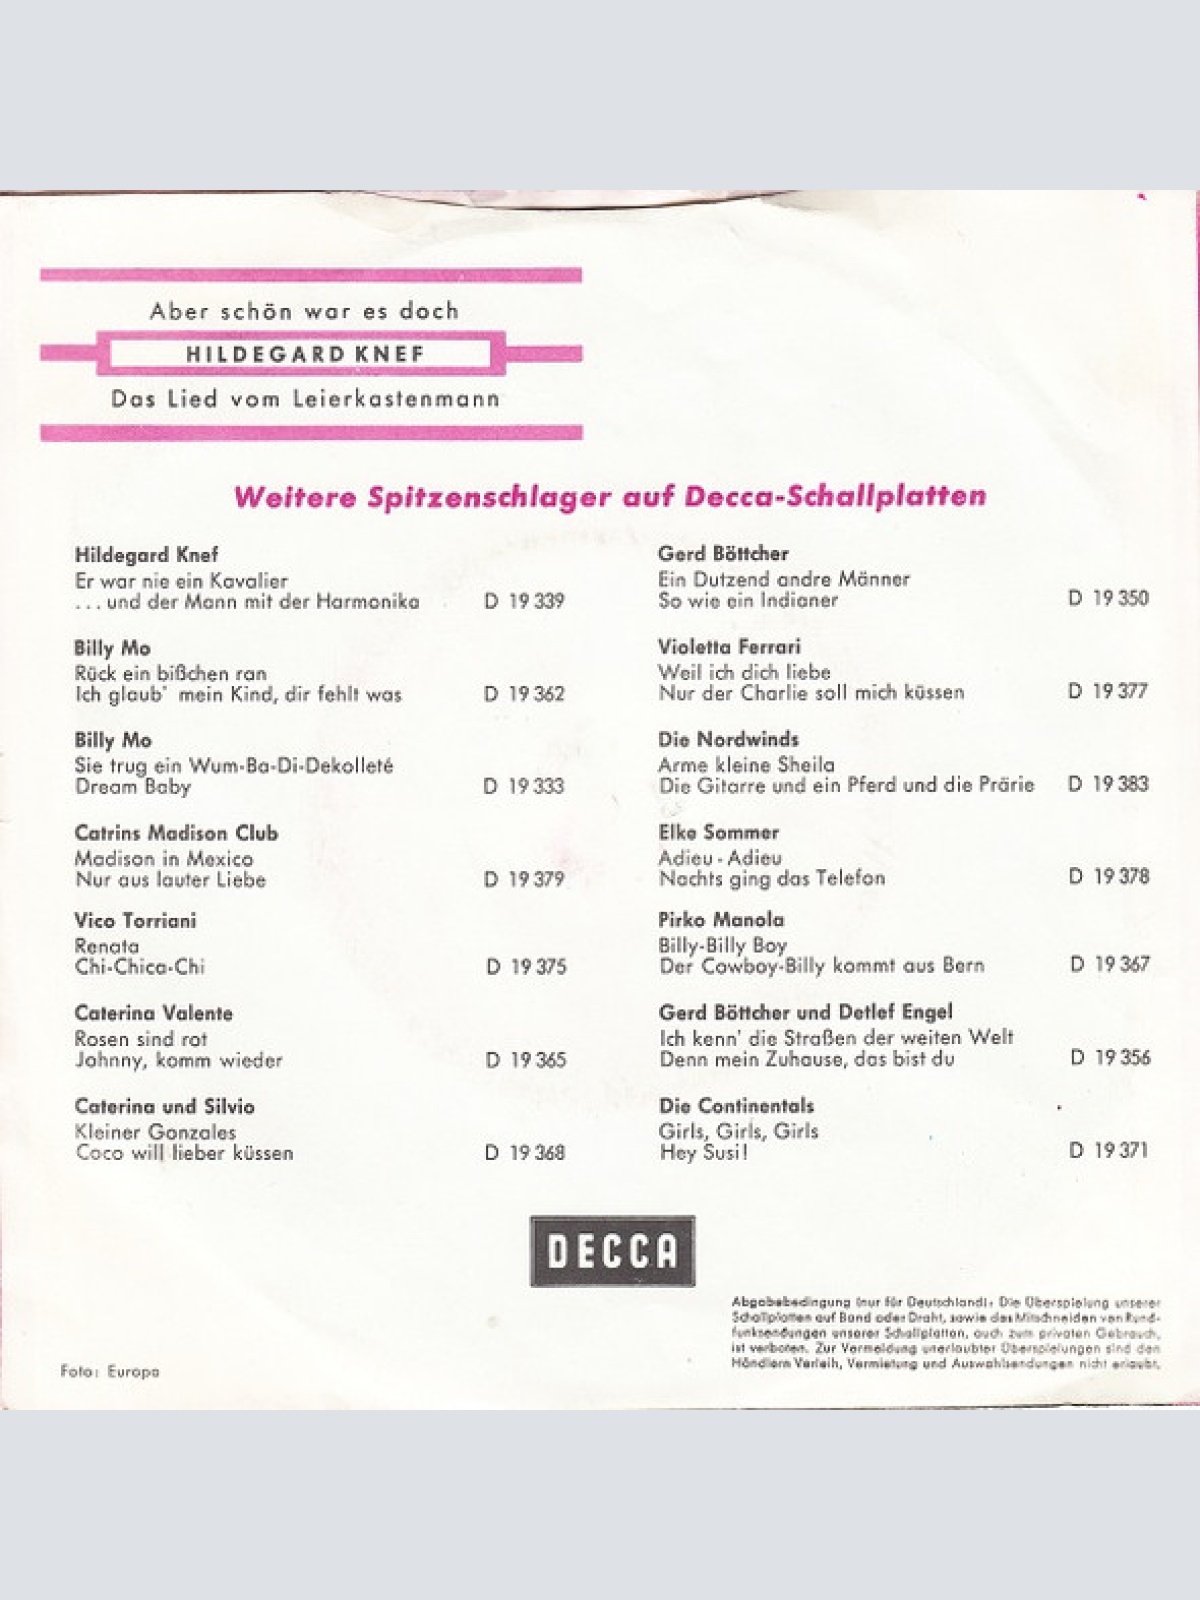 Aber schön war es doch
HILDEGARD KNEF
Das Lied vom Leierkastenmann
Weitere Spitzenschlager auf Decca-Schallplatten
Hildegard Knef
Er war nie ein Kavalier
... und der Mann mit der Harmonika D 19 339
Billy Mo
Rück ein bißchen ran
Ich glaub' mein Kind, dir fehlt was D 19 362
Billy Mo
Sie trug ein Wum-Ba-Di-Dekolleté
Dream Baby D 19 333
Catrins Madison Club
Madison in Mexico
Nur aus lauter Liebe D 19 379
Vico Torriani
Renata
Chi-Chica-Chi D 19 375
Caterina Valente
Rosen sind rot
Johnny, komm wieder D 19 365
Caterina und Silvio
Kleiner Gonzales
Coco will lieber küssen D 19 368
Gerd Böttcher
Ein Dutzend andre Männer
So wie ein Indianer D 19 350
Violetta Ferrari
Weil ich dich liebe
Nur der Charlie soll mich küssen D 19 377
Die Nordwinds
Arme kleine Sheila
Die Gitarre und ein Pferd und die Prärie D 19 383
Elke Sommer
Adieu - Adieu
Nachts ging das Telefon D 19 378
Pirko Manola
Billy-Billy Boy
Der Cowboy-Billy kommt aus Bern D 19 367
Gerd Böttcher und Detlef Engel
Ich kenn' die Straßen der weiten Welt
Denn mein Zuhause, das bist du D 19 356
Die Continentals
Girls, Girls, Girls
Hey Susi! D 19 371
DECCA
Abgabebedingung (nur für Deutschland): Die Überspielung unserer
Schallplatten auf Band oder Draht, sowie das Mitschneiden von Rund-
funksendungen unserer Schallplatten, auch zum privaten Gebrauch,
ist verboten. Zur Vermeidung unerlaubter Überspielungen sind den
Händlern Verleih, Vermietung und Auswahlsendungen nicht erlaubt.
Foto: Europa